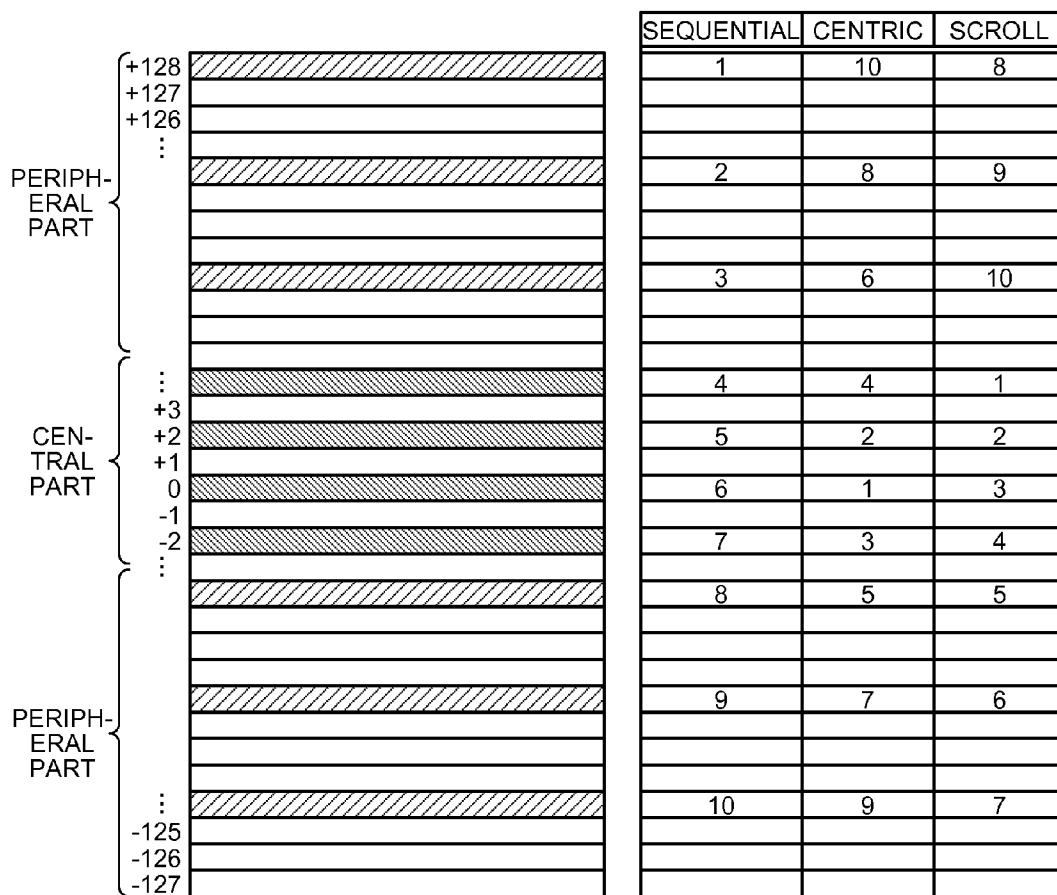 SEQUENTIAL CENTRIC SCROLL
+128 1 10 8
+127
+126
⋮
2 8 9
PERIPH-
ERAL
PART
3 6 10
⋮ 4 4 1
+3
+2 5 2 2
+1
CEN-
TRAL
PART
0 6 1 3
-1
-2 7 3 4
⋮
8 5 5
9 7 6
PERIPH-
ERAL
PART
⋮ 10 9 7
-125
-126
-127